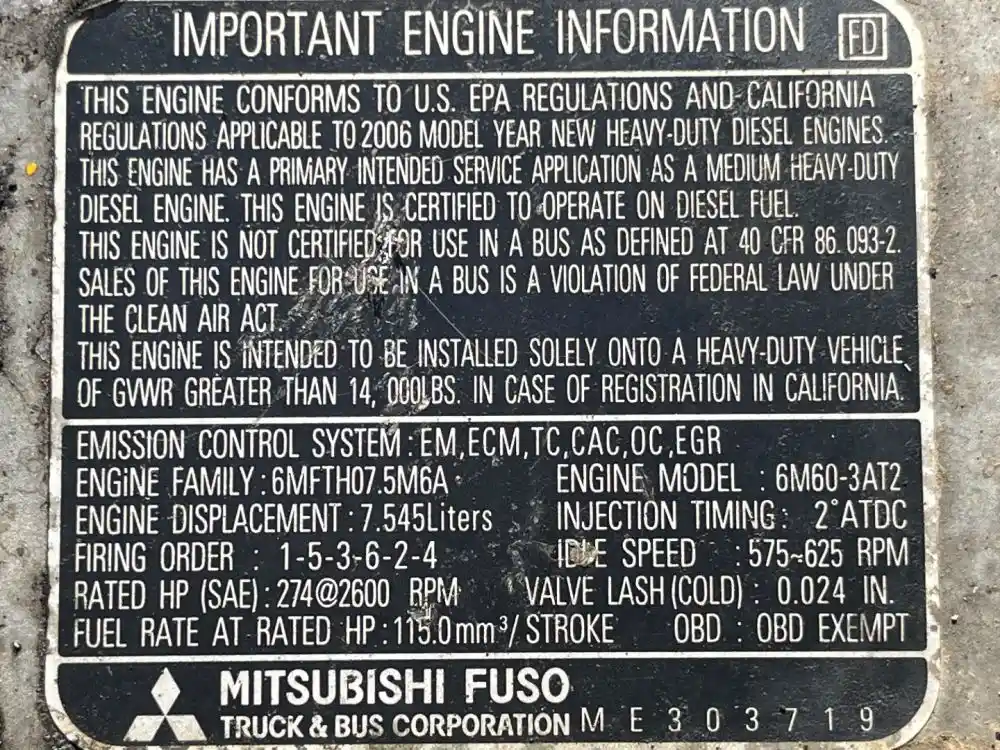 IMPORTANT ENGINE INFORMATION FD
THIS ENGINE CONFORMS TO U.S. EPA REGULATIONS AND CALIFORNIA
REGULATIONS APPLICABLE TO 2006 MODEL YEAR NEW HEAVY-DUTY DIESEL ENGINES.
THIS ENGINE HAS A PRIMARY INTENDED SERVICE APPLICATION AS A MEDIUM HEAVY-DUTY
DIESEL ENGINE. THIS ENGINE IS CERTIFIED TO OPERATE ON DIESEL FUEL.
THIS ENGINE IS NOT CERTIFIED FOR USE IN A BUS AS DEFINED AT 40 CFR 86.093-2.
SALES OF THIS ENGINE FOR USE IN A BUS IS A VIOLATION OF FEDERAL LAW UNDER
THE CLEAN AIR ACT.
THIS ENGINE IS INTENDED TO BE INSTALLED SOLELY ONTO A HEAVY-DUTY VEHICLE
OF GVWR GREATER THAN 14, 000LBS. IN CASE OF REGISTRATION IN CALIFORNIA.
EMISSION CONTROL SYSTEM : EM,ECM,TC,CAC,OC,EGR
ENGINE FAMILY : 6MFTH07.5M6A ENGINE MODEL : 6M60-3AT2
ENGINE DISPLACEMENT : 7.545Liters INJECTION TIMING : 2°ATDC
FIRING ORDER : 1-5-3-6-2-4 IDLE SPEED : 575~625 RPM
RATED HP (SAE) : 274@2600 RPM VALVE LASH (COLD) : 0.024 IN.
FUEL RATE AT RATED HP : 115.0mm³/ STROKE OBD : OBD EXEMPT
MITSUBISHI FUSO
TRUCK & BUS CORPORATION ME303719